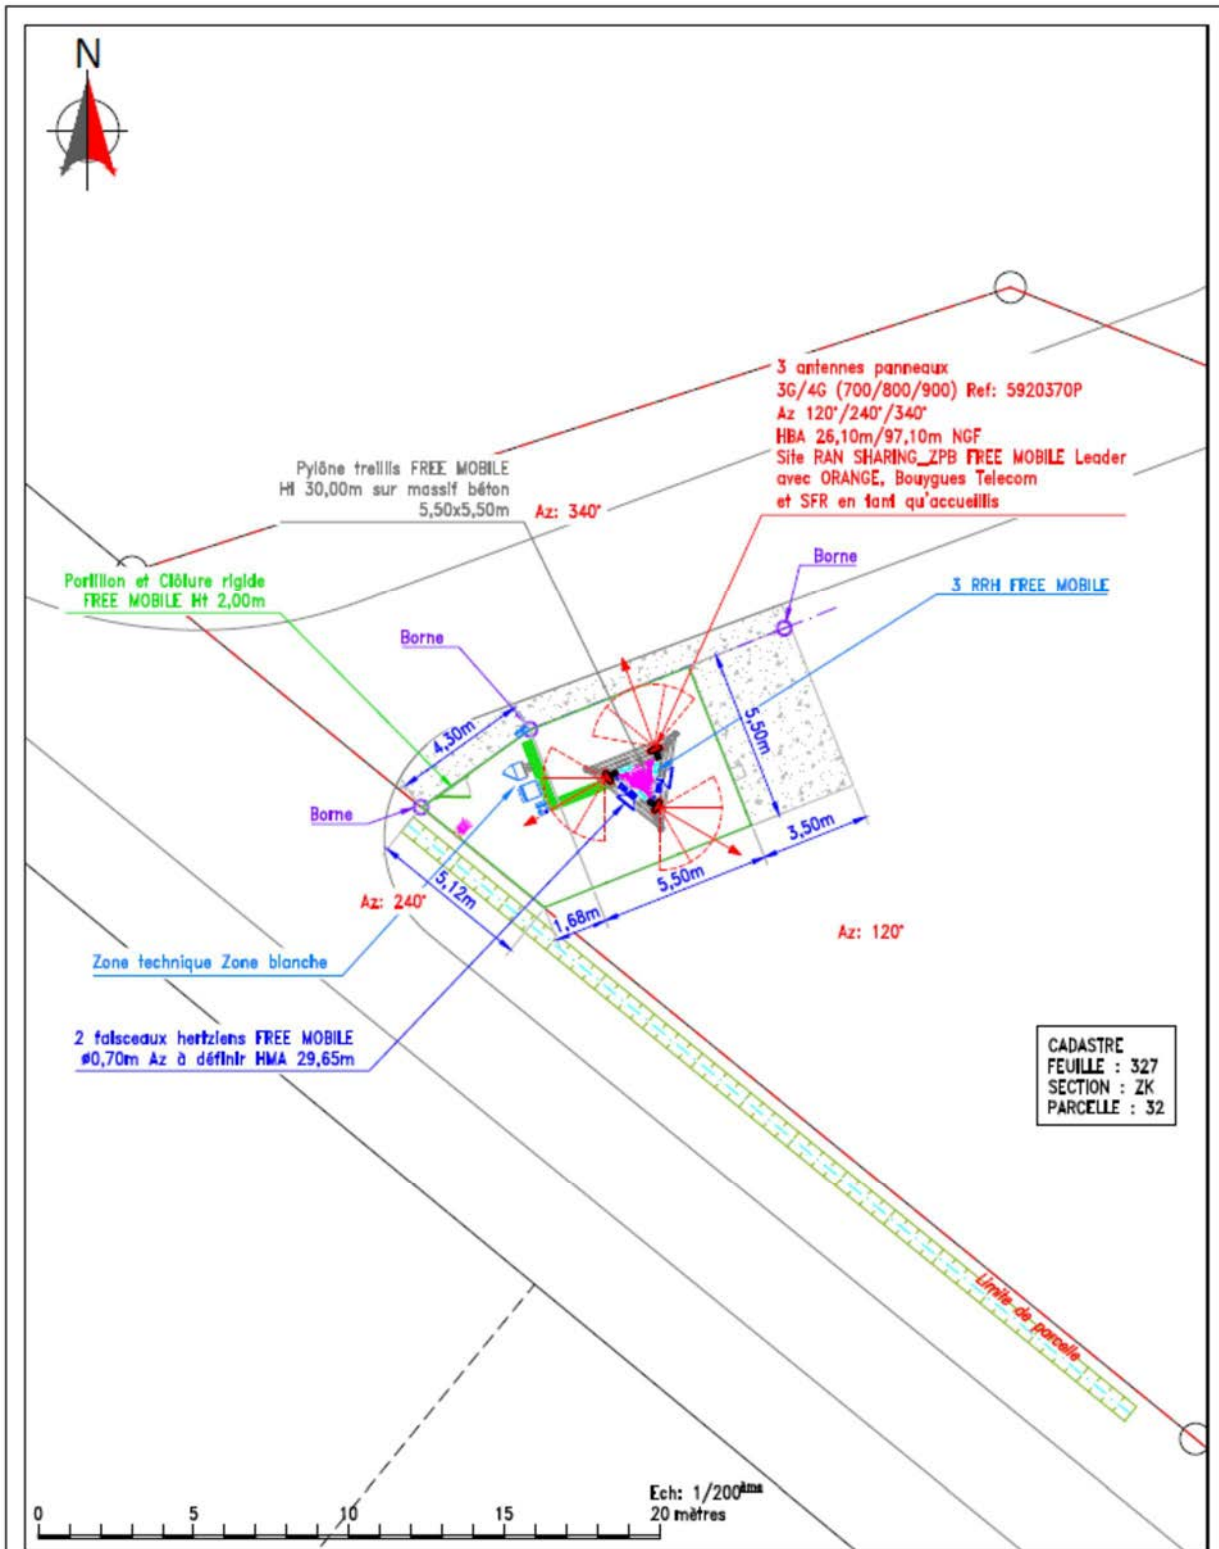 N
3 antennes panneaux
3G/4G (700/800/900) Ref: 5920370P
Az 120°/240°/340°
HBA 26,10m/97,10m NGF
Site RAN SHARING_ZPB FREE MOBILE Leader
avec ORANGE, Bouygues Telecom
et SFR en tant qu'accueillis
Pylône treillis FREE MOBILE
Ht 30,00m sur massif béton
5,50x5,50m
Az: 340°
Borne
Portillon et Clôture rigide
FREE MOBILE Ht 2,00m
3 RRH FREE MOBILE
Borne
4,30m
5,50m
Borne
3,50m
5,12m
5,50m
Az: 240°
1,68m
Az: 120°
Zone technique Zone blanche
2 faisceaux hertziens FREE MOBILE
ø0,70m Az à définir HMA 29,65m
CADASTRE
FEUILLE : 327
SECTION : ZK
PARCELLE : 32
Limite de parcelle
Ech: 1/200ème
0 5 10 15 20 mètres